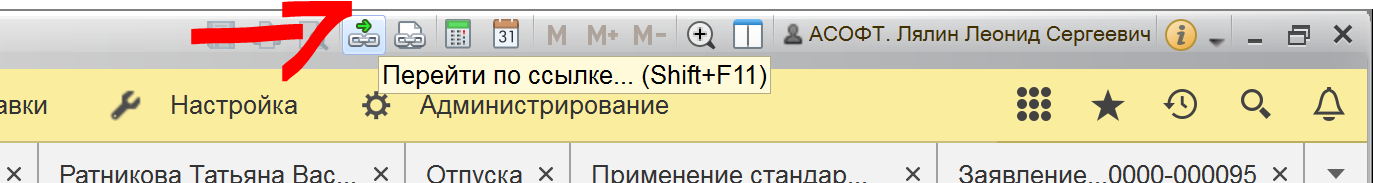 31 M M+ M- АСОФТ. Лялин Леонид Сергеевич i
Перейти по ссылке... (Shift+F11)
авки Настройка Администрирование
Ратникова Татьяна Вас... Отпуска Применение стандар... Заявление...0000-000095